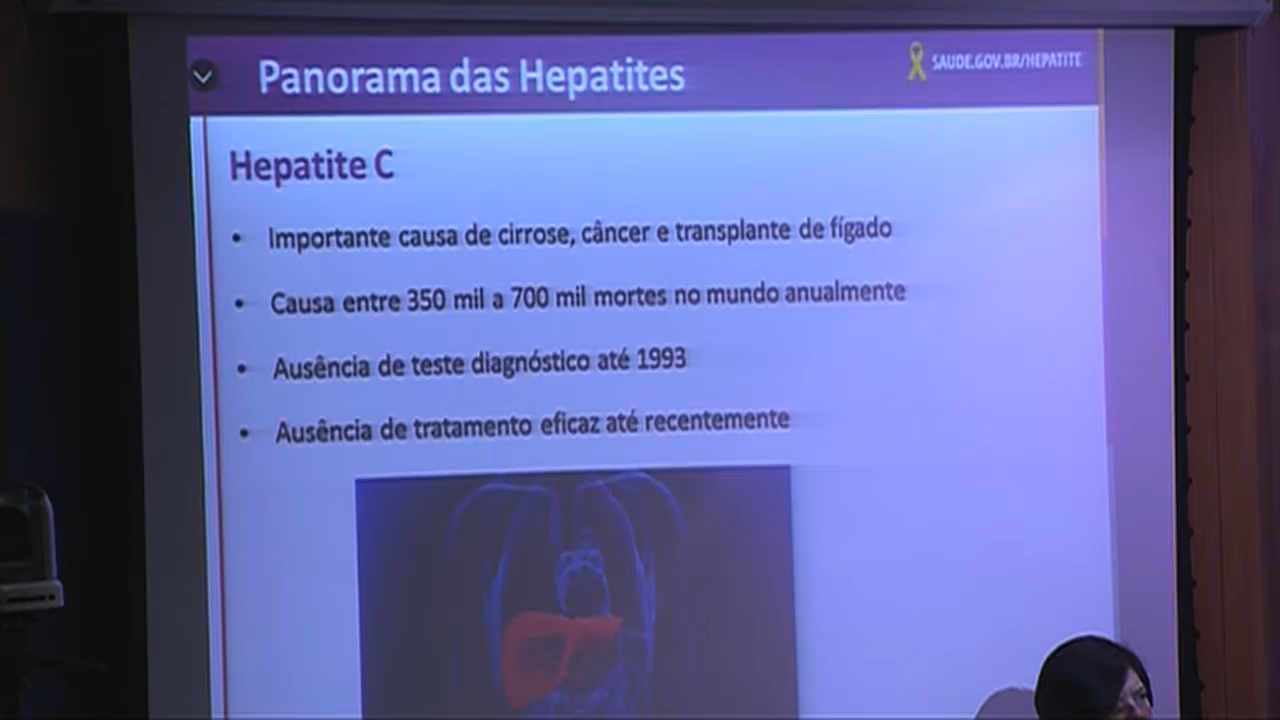 Panorama das Hepatites
SAUDE.GOV.BR/HEPATITE
Hepatite C
• Importante causa de cirrose, câncer e transplante de fígado
• Causa entre 350 mil a 700 mil mortes no mundo anualmente
• Ausência de teste diagnóstico até 1993
• Ausência de tratamento eficaz até recentemente